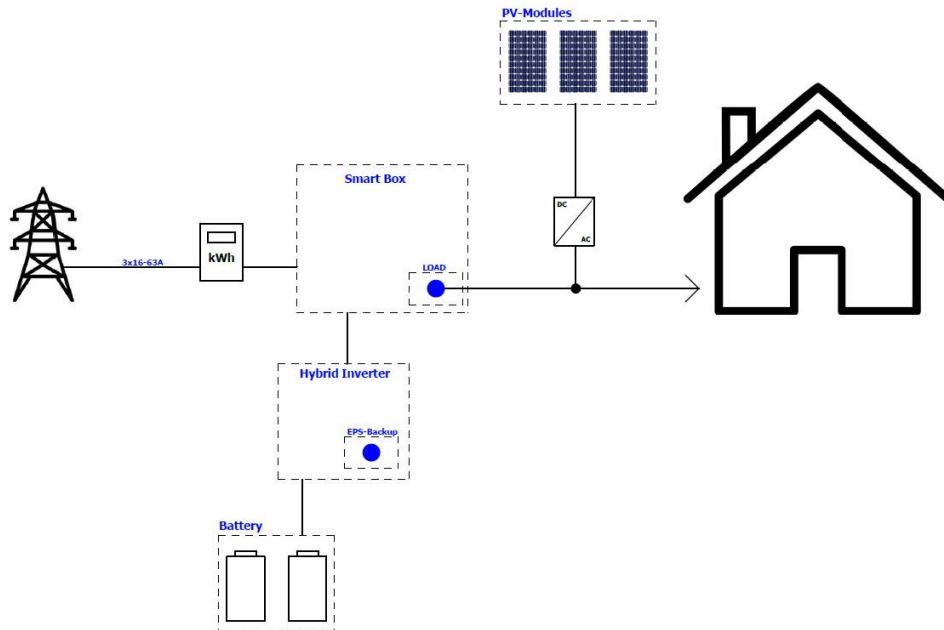 PV-Modules
Smart Box
DC
AC
kWh
3x16-63A
LOAD
Hybrid Inverter
EPS-Backup
Battery